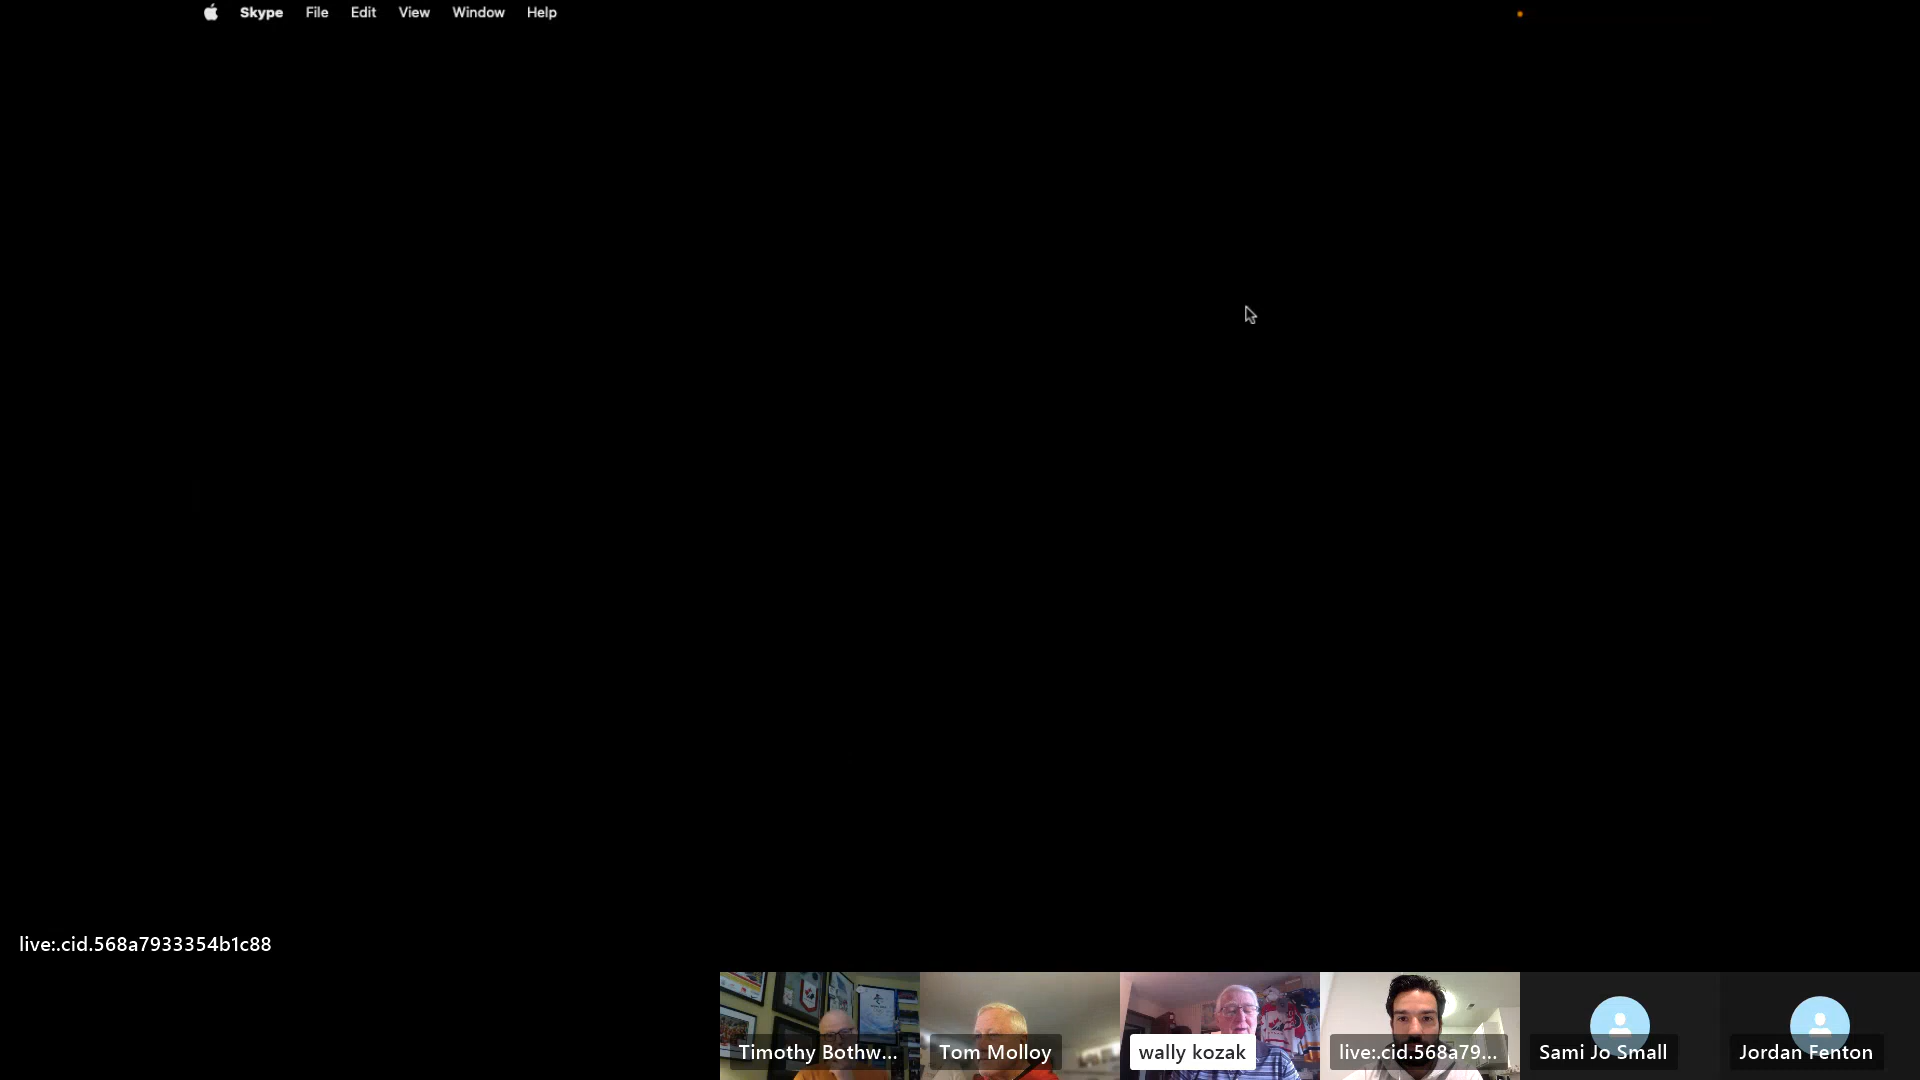 Skype File Edit View Window Help
live:.cid.568a7933354b1c88
Timothy Bothw...
Tom Molloy
wally kozak
live:.cid.568a79...
Sami Jo Small
Jordan Fenton